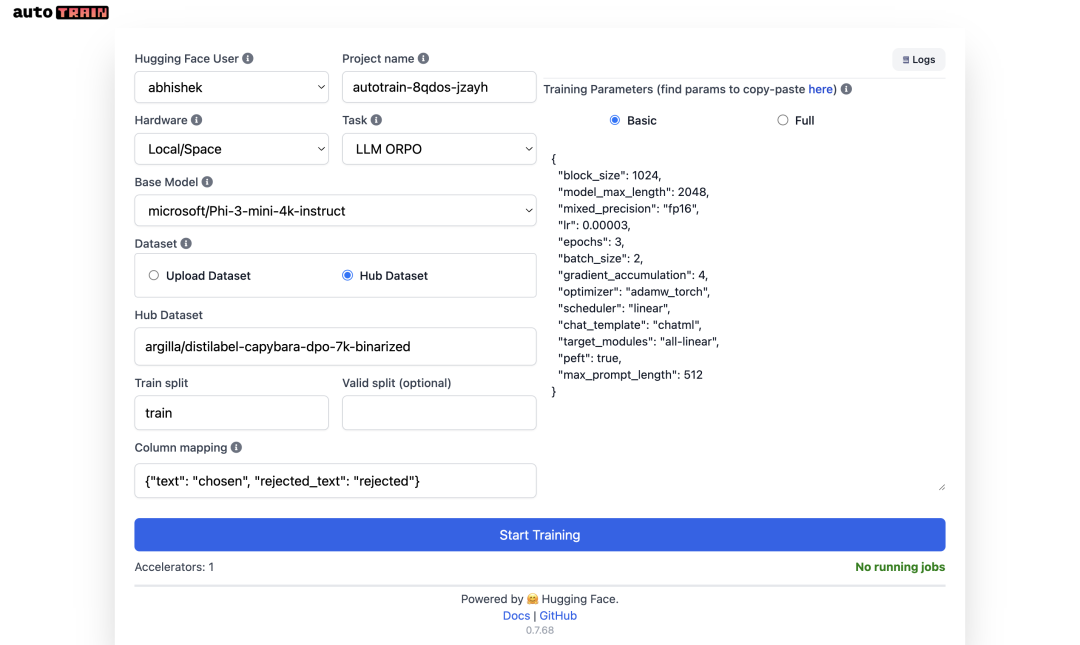 autoTRAIN
Hugging Face User
Project name
Logs
abhishek
autotrain-8qdos-jzayh
Training Parameters (find params to copy-paste here)
Hardware
Task
Basic
Full
Local/Space
LLM ORPO
Base Model
microsoft/Phi-3-mini-4k-instruct
Dataset
Upload Dataset
Hub Dataset
Hub Dataset
argilla/distilabel-capybara-dpo-7k-binarized
Train split
Valid split (optional)
train
Column mapping
{"text": "chosen", "rejected_text": "rejected"}
{
"block_size": 1024,
"model_max_length": 2048,
"mixed_precision": "fp16",
"lr": 0.00003,
"epochs": 3,
"batch_size": 2,
"gradient_accumulation": 4,
"optimizer": "adamw_torch",
"scheduler": "linear",
"chat_template": "chatml",
"target_modules": "all-linear",
"peft": true,
"max_prompt_length": 512
}
Start Training
Accelerators: 1
No running jobs
Powered by 🤗 Hugging Face.
Docs | GitHub
0.7.68